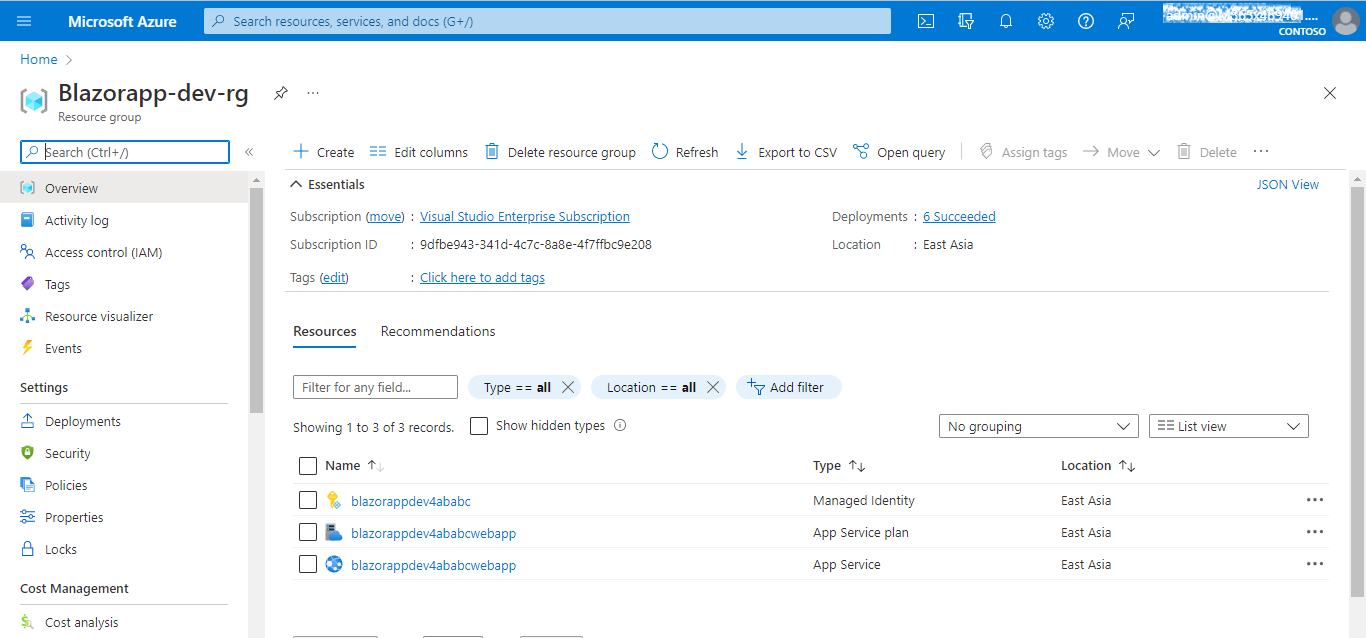 Microsoft Azure
Search resources, services, and docs (G+/)
CONTOSO
Home
Blazorapp-dev-rg
Resource group
Search (Ctrl+/)
Overview
Activity log
Access control (IAM)
Tags
Resource visualizer
Events
Settings
Deployments
Security
Policies
Properties
Locks
Cost Management
Cost analysis
Create
Edit columns
Delete resource group
Refresh
Export to CSV
Open query
Assign tags
Move
Delete
Essentials
JSON View
Subscription (move) : Visual Studio Enterprise Subscription
Deployments : 6 Succeeded
Subscription ID : 9dfbe943-341d-4c7c-8a8e-4f7ffbc9e208
Location : East Asia
Tags (edit) : Click here to add tags
Resources Recommendations
Filter for any field...
Type == all
Location == all
Add filter
Showing 1 to 3 of 3 records.
Show hidden types
No grouping
List view
Name Type Location
blazorappdev4ababc Managed Identity East Asia
blazorappdev4ababcwebapp App Service plan East Asia
blazorappdev4ababcwebapp App Service East Asia